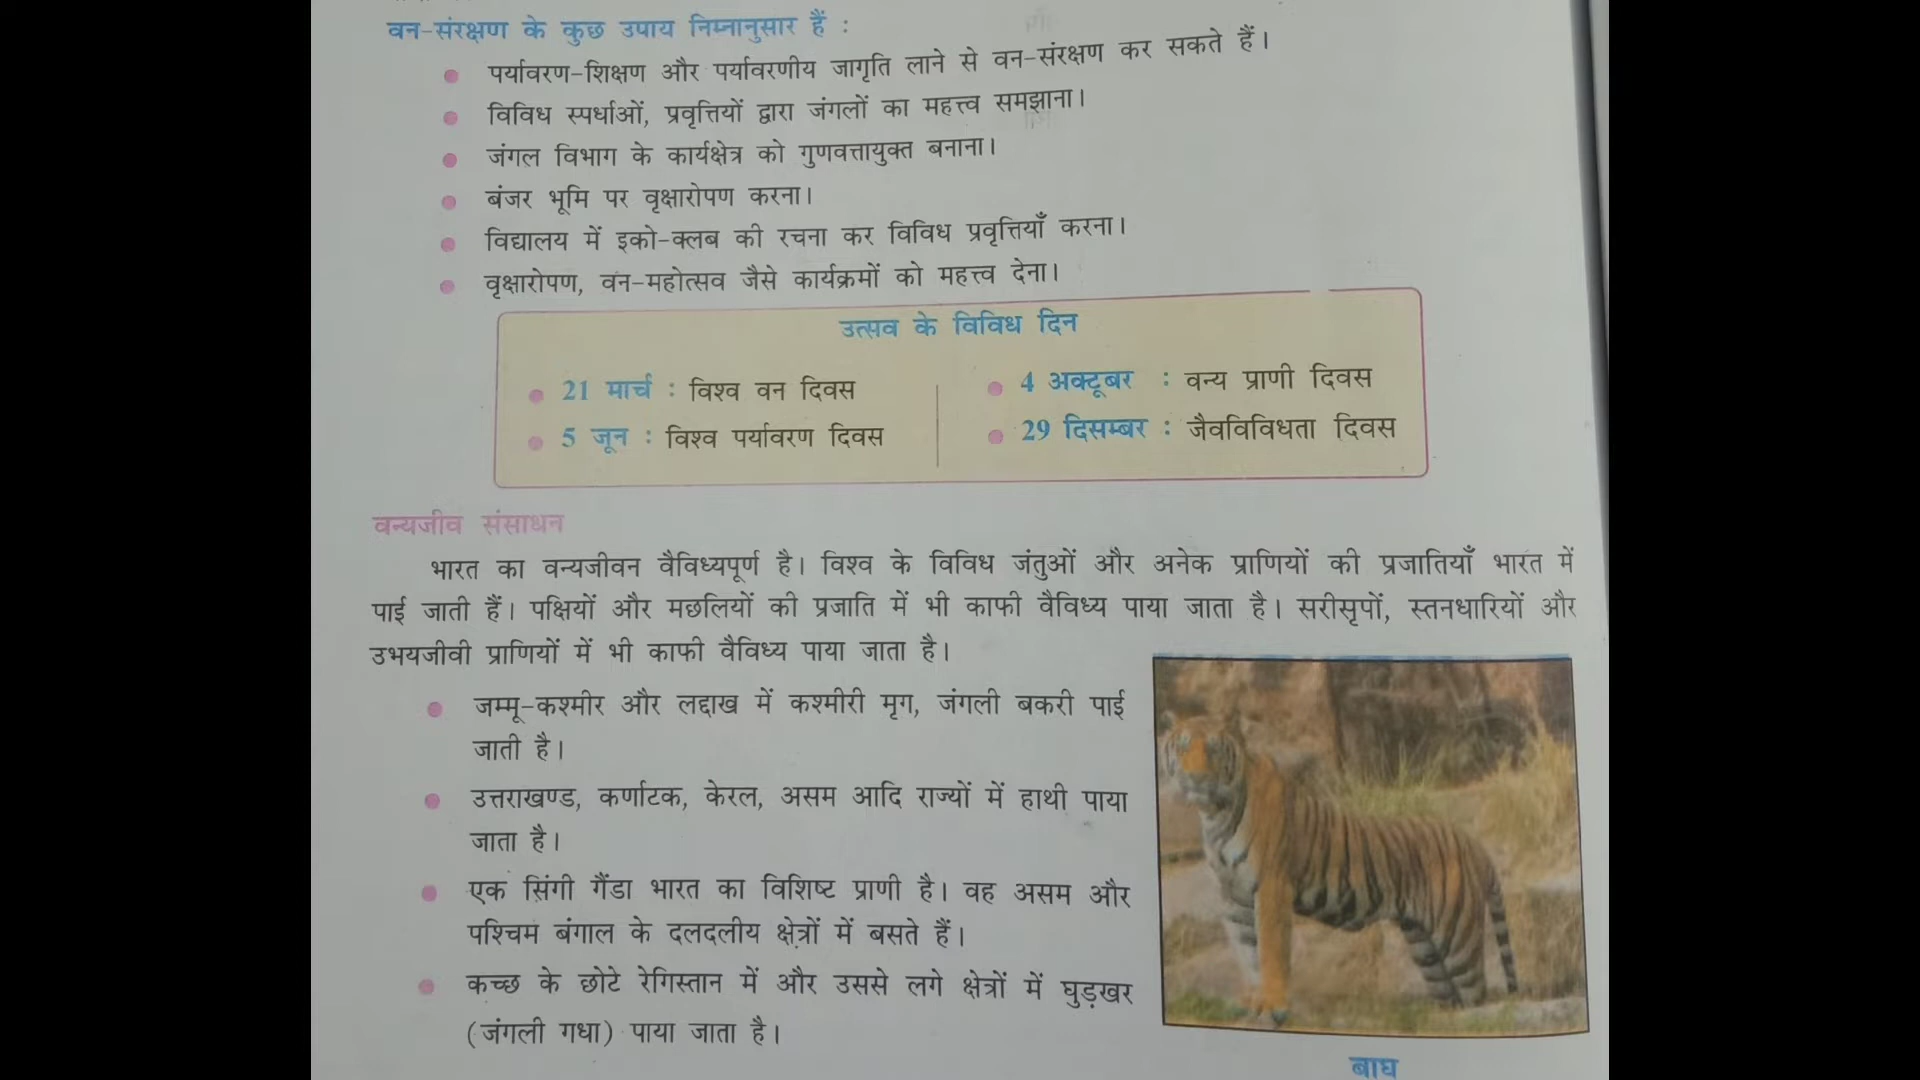 वन-संरक्षण के कुछ उपाय निम्नानुसार हैं :
पर्यावरण-शिक्षण और पर्यावरणीय जागृति लाने से वन-संरक्षण कर सकते हैं।
विविध स्पर्धाओं, प्रवृत्तियों द्वारा जंगलों का महत्त्व समझाना।
जंगल विभाग के कार्यक्षेत्र को गुणवत्तायुक्त बनाना।
बंजर भूमि पर वृक्षारोपण करना।
विद्यालय में इको-क्लब की रचना कर विविध प्रवृत्तियाँ करना।
वृक्षारोपण, वन-महोत्सव जैसे कार्यक्रमों को महत्त्व देना।
उत्सव के विविध दिन
21 मार्च : विश्व वन दिवस
5 जून : विश्व पर्यावरण दिवस
4 अक्टूबर : वन्य प्राणी दिवस
29 दिसम्बर : जैवविविधता दिवस
वन्यजीव संसाधन
भारत का वन्यजीवन वैविध्यपूर्ण है। विश्व के विविध जंतुओं और अनेक प्राणियों की प्रजातियाँ भारत में
पाई जाती हैं। पक्षियों और मछलियों की प्रजाति में भी काफी वैविध्य पाया जाता है। सरीसृपों, स्तनधारियों और
उभयजीवी प्राणियों में भी काफी वैविध्य पाया जाता है।
जम्मू-कश्मीर और लद्दाख में कश्मीरी मृग, जंगली बकरी पाई
जाती है।
उत्तराखण्ड, कर्णाटक, केरल, असम आदि राज्यों में हाथी पाया
जाता है।
एक सिंगी गैंडा भारत का विशिष्ट प्राणी है। वह असम और
पश्चिम बंगाल के दलदलीय क्षेत्रों में बसते हैं।
कच्छ के छोटे रेगिस्तान में और उससे लगे क्षेत्रों में घुड़खर
(जंगली गधा) पाया जाता है।
बाघ